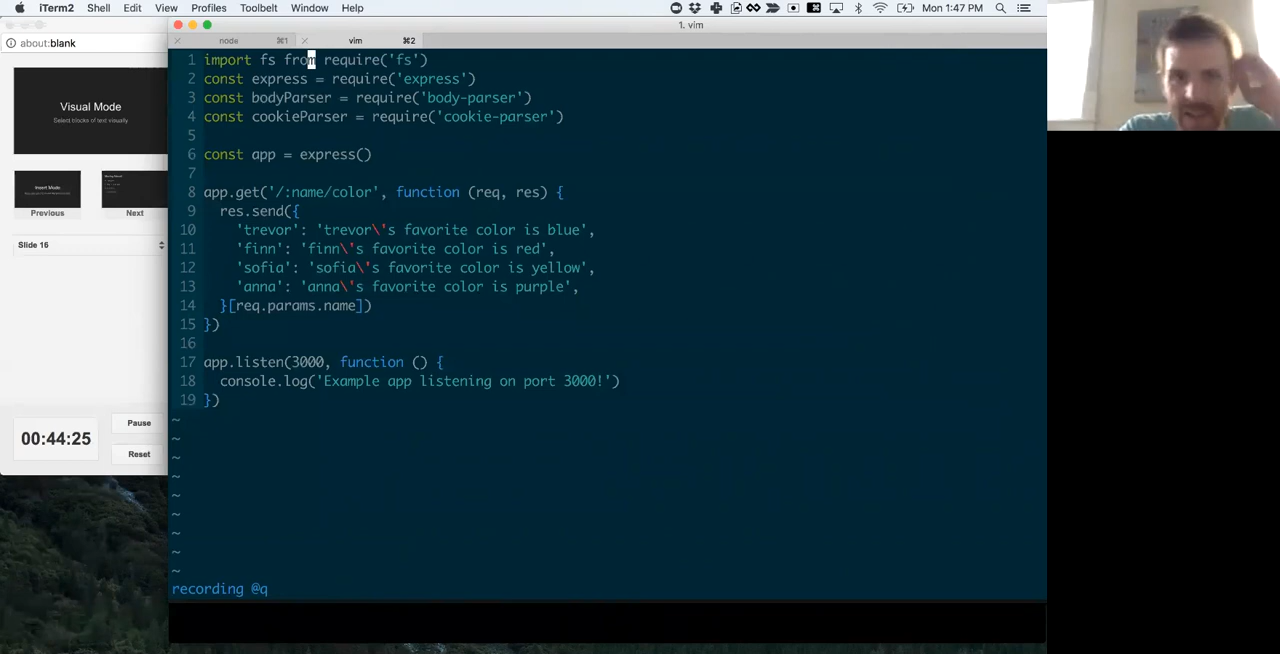 iTerm2 Shell Edit View Profiles Toolbelt Window Help Mon 1:47 PM
1. vim
node ⌘1 vim ⌘2
about:blank
Visual Mode
Select blocks of text visually
Insert Mode
Previous Next
Slide 16
00:44:25
Pause
Reset
1 import fs from require('fs')
2 const express = require('express')
3 const bodyParser = require('body-parser')
4 const cookieParser = require('cookie-parser')
5
6 const app = express()
7
8 app.get('/:name/color', function (req, res) {
9   res.send({
10     'trevor': 'trevor\'s favorite color is blue',
11     'finn': 'finn\'s favorite color is red',
12     'sofia': 'sofia\'s favorite color is yellow',
13     'anna': 'anna\'s favorite color is purple',
14   }[req.params.name])
15 })
16
17 app.listen(3000, function () {
18   console.log('Example app listening on port 3000!')
19 })
~
~
~
~
~
~
~
~
~
recording @q